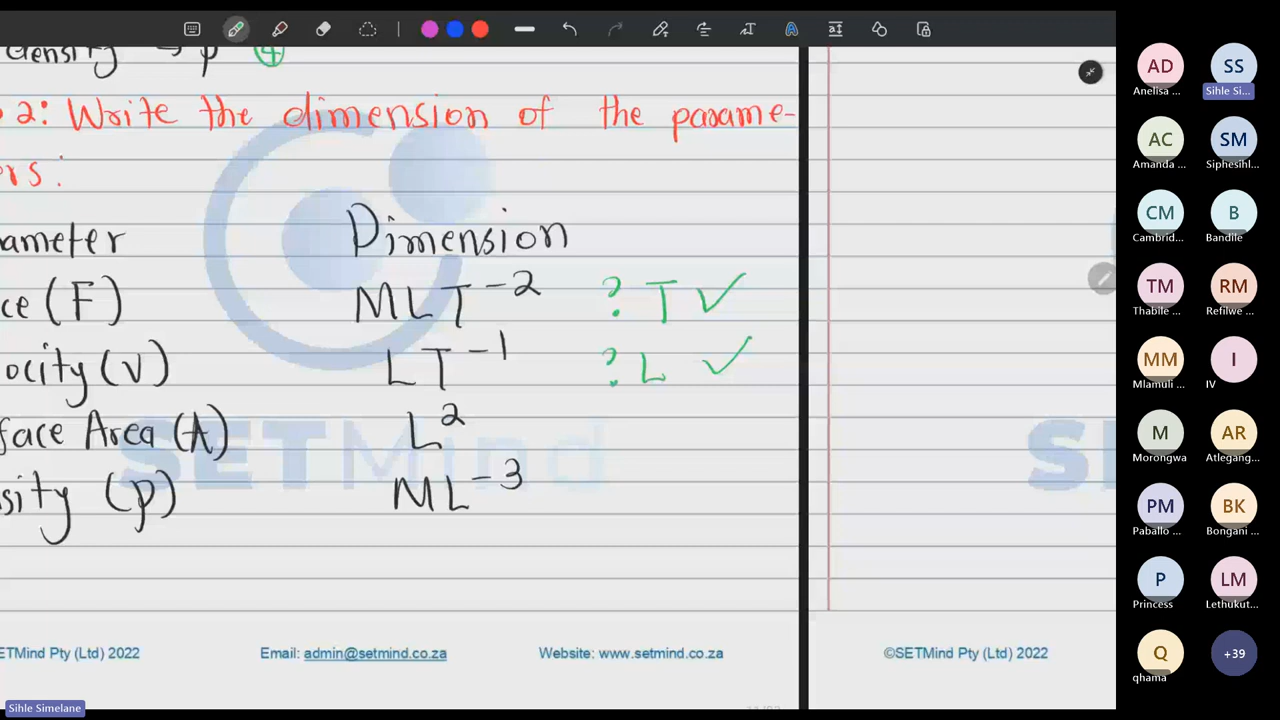 density → p ④
2: Write the dimension of the parame-
ers:
ameter Dimension
ce (F) MLT⁻² ? T ✓
ocity (v) LT⁻¹ ? L ✓
face Area (A) L²
sity (p) ML⁻³
SETMind
SE
ETMind Pty (Ltd) 2022 Email: admin@setmind.co.za Website: www.setmind.co.za ©SETMind Pty (Ltd) 2022
Sihle Simelane
AD SS
Anelisa ... Sihle Si...
AC SM
Amanda ... Siphesihl...
CM B
Cambrid... Bandile
TM RM
Thabile ... Refilwe ...
MM I
Mlamuli ... IV
M AR
Morongwa Atlegang...
PM BK
Paballo ... Bongani ...
P LM
Princess Lethukut...
Q +39
qhama